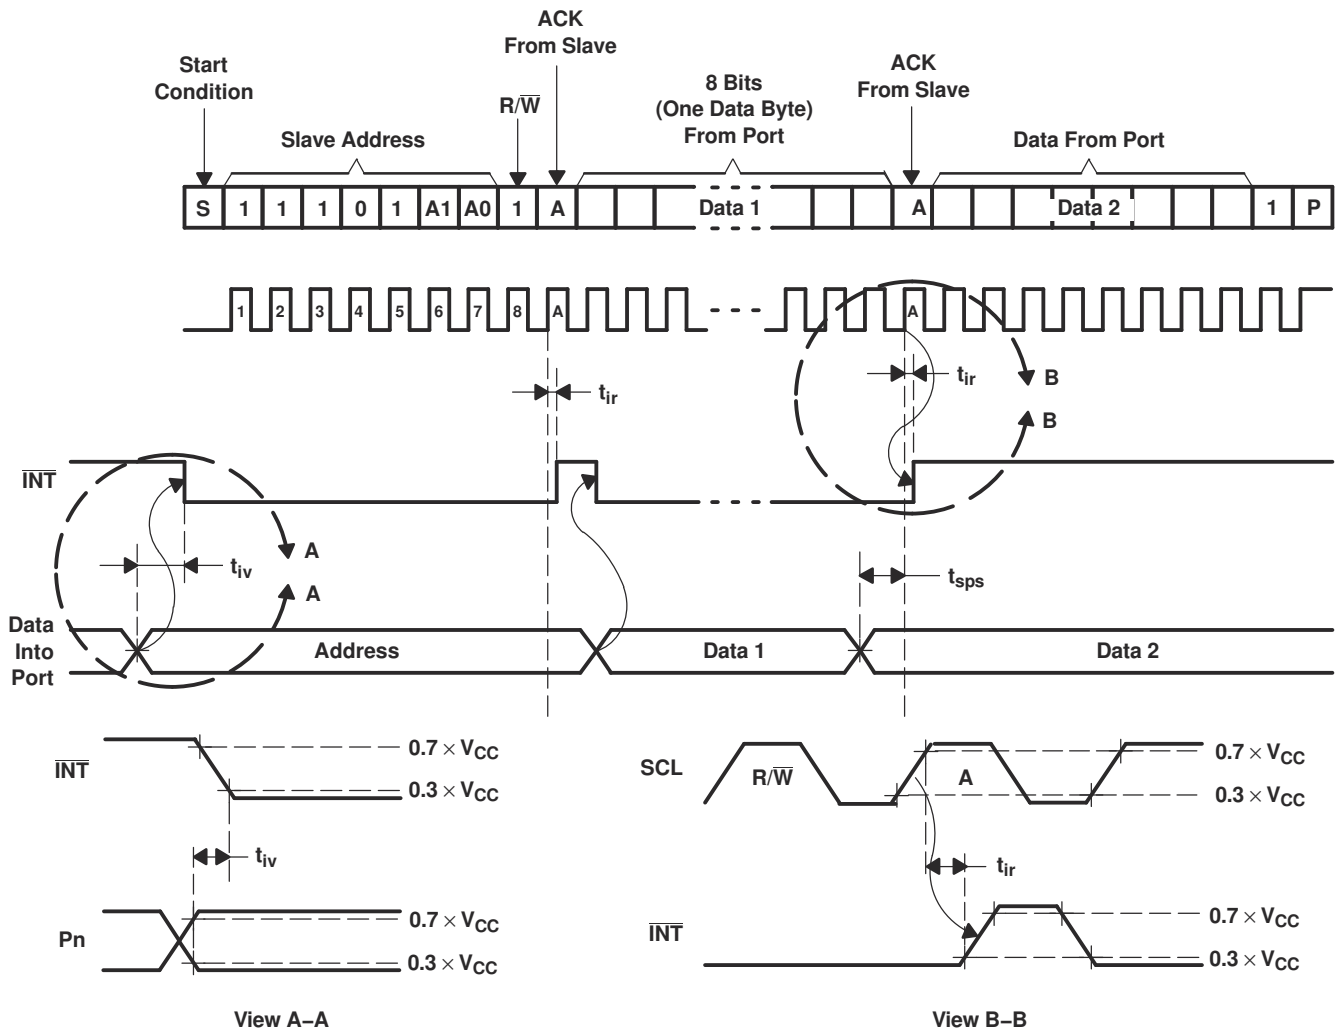 ACK
From Slave
Start
Condition
R/W̅
ACK
From Slave
8 Bits
(One Data Byte)
From Port
Slave Address
Data From Port
S 1 1 1 0 1 A1 A0 1 A Data 1 A Data 2 1 P
1 2 3 4 5 6 7 8 A A
t_ir
t_ir
B
B
I̅N̅T̅
A
t_iv
A
t_sps
Data
Into
Port
Address
Data 1
Data 2
I̅N̅T̅
0.7 × V_CC
0.3 × V_CC
t_iv
Pn
0.7 × V_CC
0.3 × V_CC
View A–A
SCL
R/W̅
A
0.7 × V_CC
0.3 × V_CC
t_ir
I̅N̅T̅
0.7 × V_CC
0.3 × V_CC
View B–B